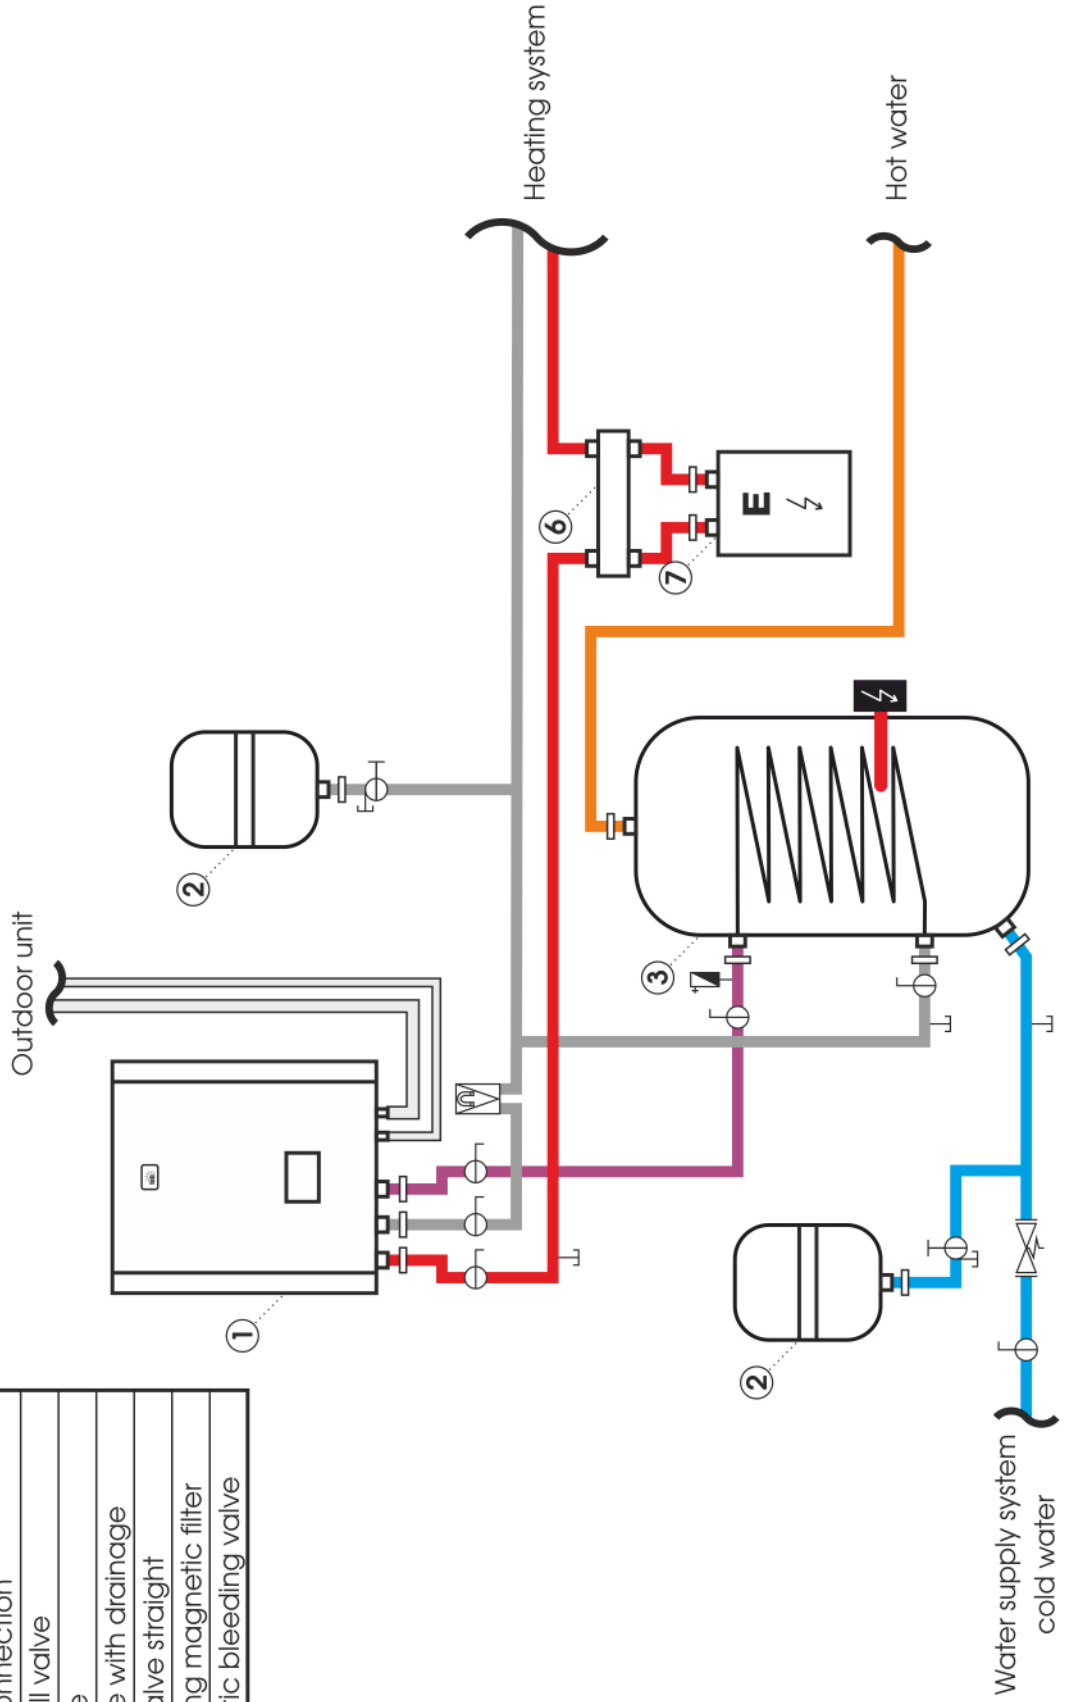 onnection
ll valve
e
e with drainage
alve straight
ng magnetic filter
ric bleeding valve
Outdoor unit
1
2
Heating system
6
7
E
Hot water
3
2
Water supply system
cold water